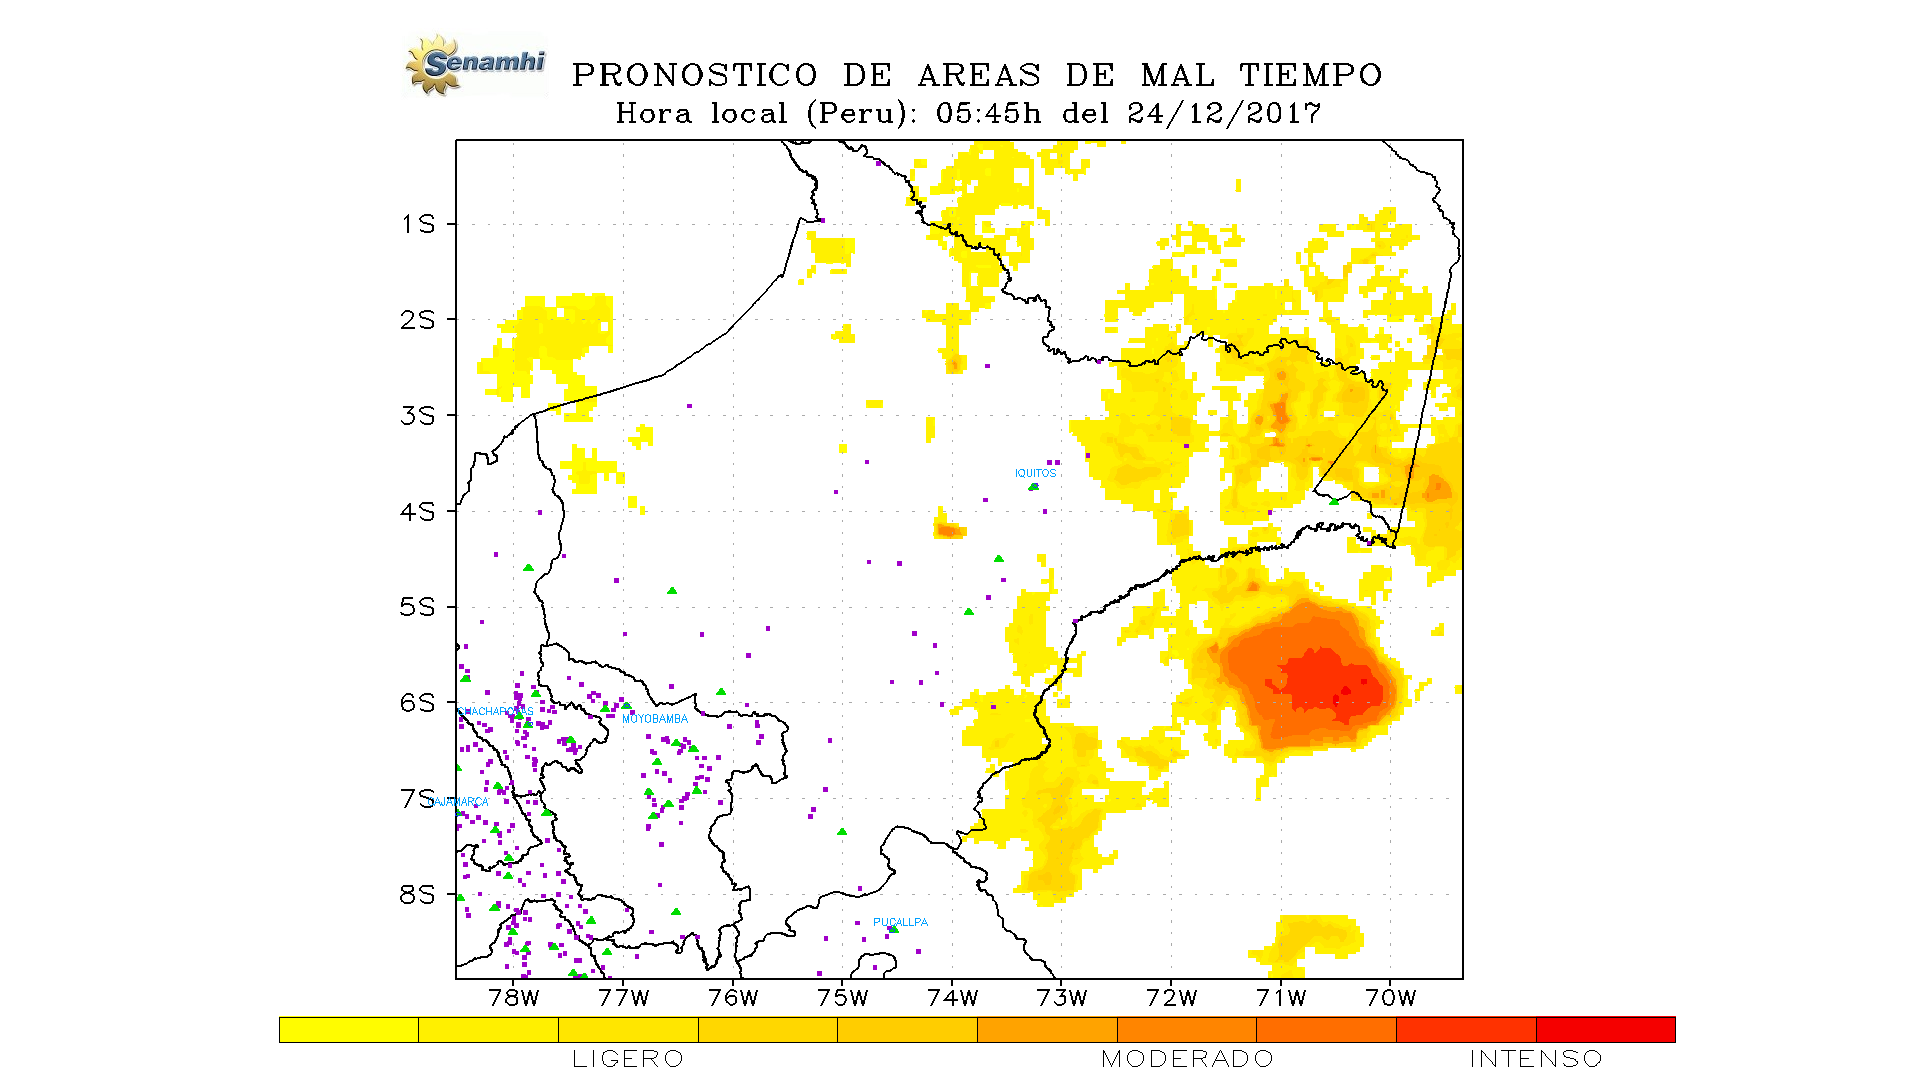 Senamhi
PRONOSTICO DE AREAS DE MAL TIEMPO
Hora local (Peru): 05:45h del 24/12/2017
1S
2S
3S
IQUITOS
4S
5S
6S
CHACHAPOYAS
MOYOBAMBA
7S
CAJAMARCA
8S
PUCALLPA
78W 77W 76W 75W 74W 73W 72W 71W 70W
LIGERO MODERADO INTENSO